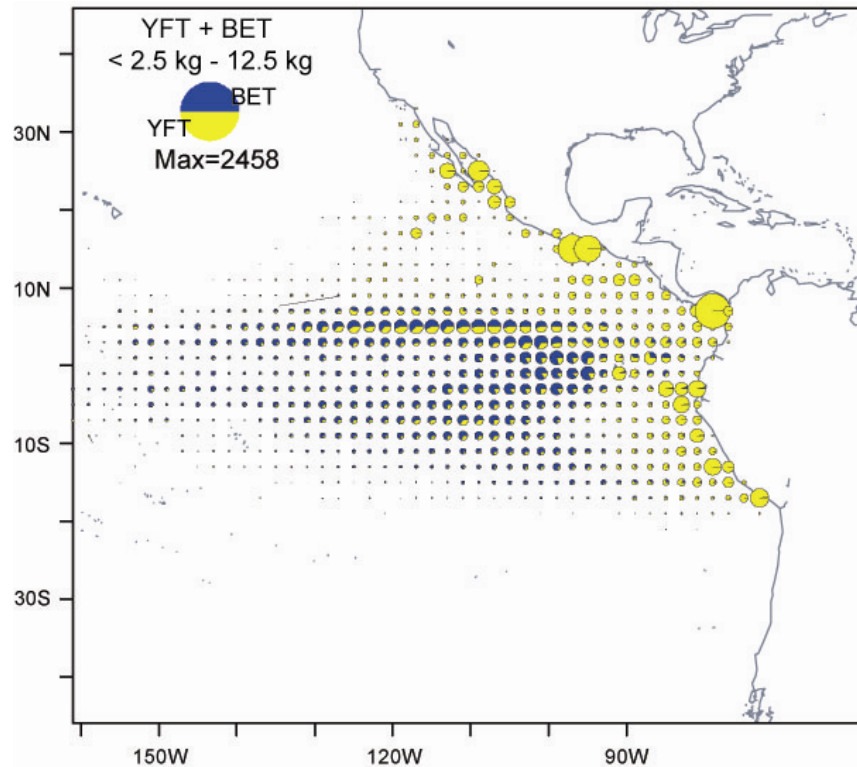 YFT + BET
< 2.5 kg - 12.5 kg
BET
YFT
Max=2458
30N
10N
10S
30S
150W
120W
90W